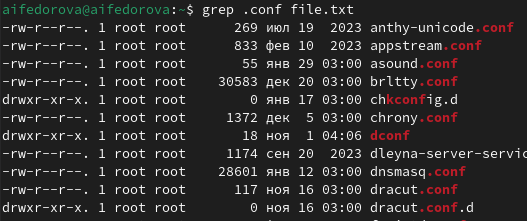 aifedorova@aifedorova:~$ grep .conf file.txt
-rw-r--r--. 1 root root     269 июл 19  2023 anthy-unicode.conf
-rw-r--r--. 1 root root     833 фев 10  2023 appstream.conf
-rw-r--r--. 1 root root      55 янв 29 03:00 asound.conf
-rw-r--r--. 1 root root   30583 дек 20 03:00 brltty.conf
drwxr-xr-x. 1 root root       0 янв 17 03:00 chkconfig.d
-rw-r--r--. 1 root root    1372 дек  5 03:00 chrony.conf
drwxr-xr-x. 1 root root      18 ноя  1 04:06 dconf
-rw-r--r--. 1 root root    1174 сен 20  2023 dleyna-server-servic
-rw-r--r--. 1 root root   28601 янв 12 03:00 dnsmasq.conf
-rw-r--r--. 1 root root     117 ноя 16 03:00 dracut.conf
drwxr-xr-x. 1 root root       0 ноя 16 03:00 dracut.conf.d